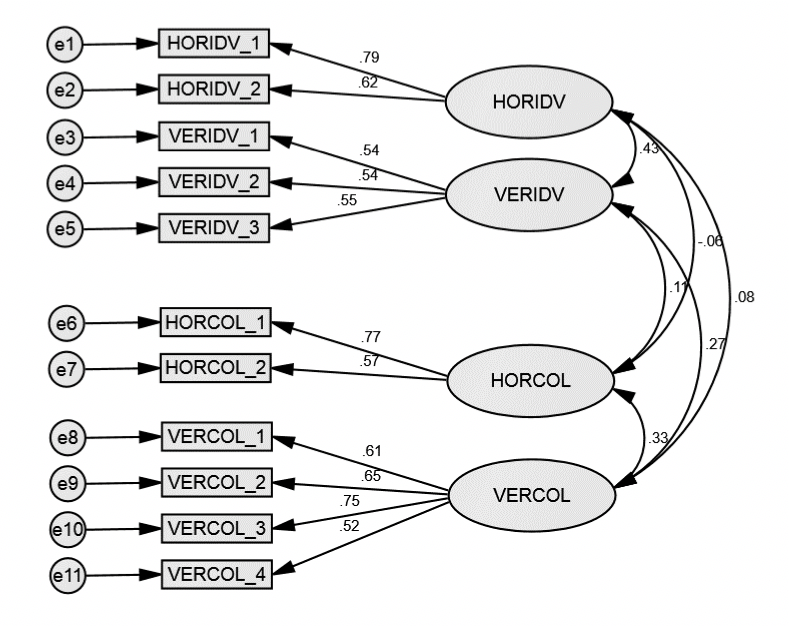 e1 HORIDV_1
.79
e2 HORIDV_2
.62
HORIDV
e3 VERIDV_1
.54
.43
e4 VERIDV_2
.54
VERIDV
e5 VERIDV_3
.55
-.06
.11
.08
e6 HORCOL_1
.77
.27
e7 HORCOL_2
.57
HORCOL
e8 VERCOL_1
.61
.33
e9 VERCOL_2
.65
VERCOL
e10 VERCOL_3
.75
.52
e11 VERCOL_4